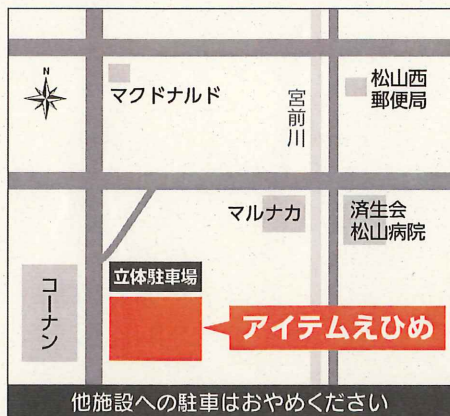 N
マクドナルド
宮前川
松山西
郵便局
マルナカ
済生会
松山病院
コーナン
立体駐車場
アイテムえひめ
他施設への駐車はおやめください